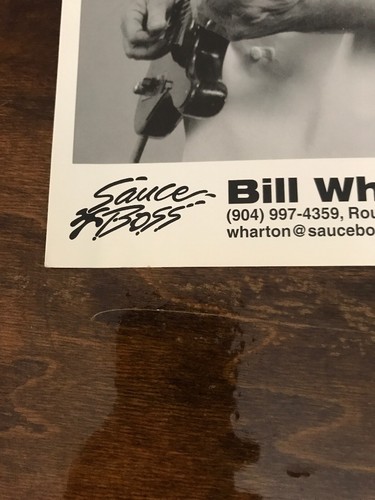 Sauce
Boss
Bill Wh
(904) 997-4359, Rou
wharton@saucebo